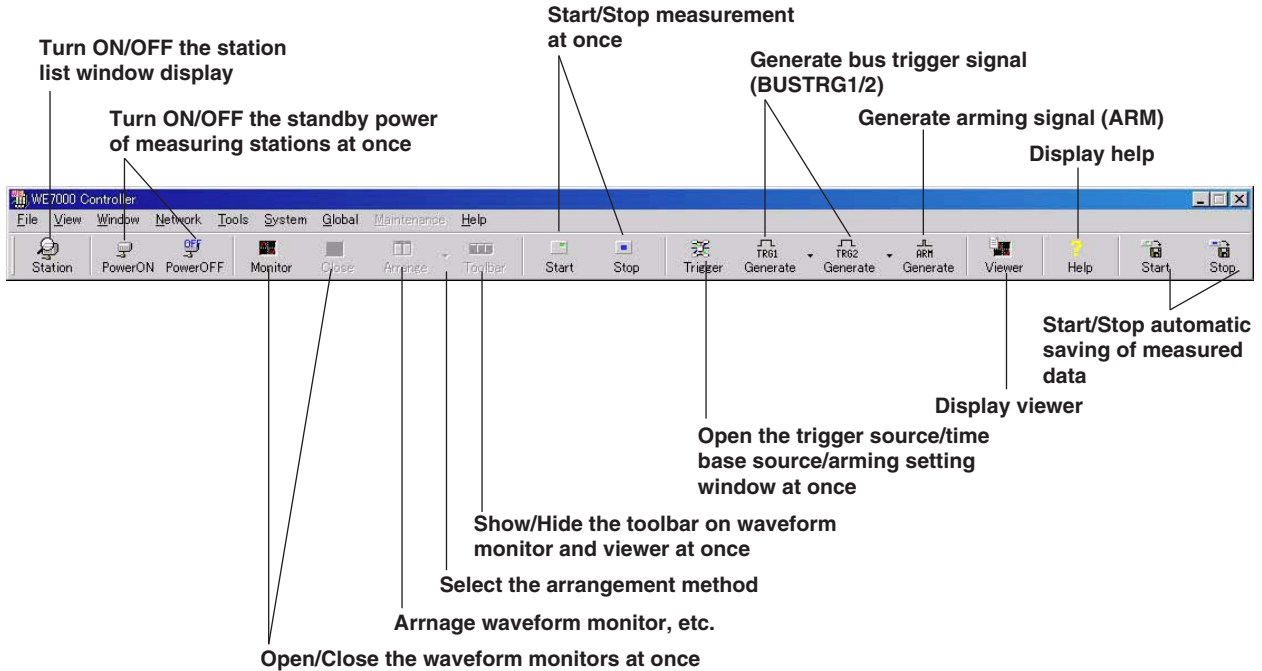 Start/Stop measurement
at once
Turn ON/OFF the station
list window display
Generate bus trigger signal
(BUSTRG1/2)
Turn ON/OFF the standby power
of measuring stations at once
Generate arming signal (ARM)
Display help
WE7000 Controller
File View Window Network Tools System Global Maintenance Help
OFF TRG1 TRG2 ARM
Station PowerON PowerOFF Monitor Close Arrange Toolbar Start Stop Trigger Generate Generate Generate Viewer Help Start Stop
Start/Stop automatic
saving of measured
data
Display viewer
Open the trigger source/time
base source/arming setting
window at once
Show/Hide the toolbar on waveform
monitor and viewer at once
Select the arrangement method
Arrnage waveform monitor, etc.
Open/Close the waveform monitors at once